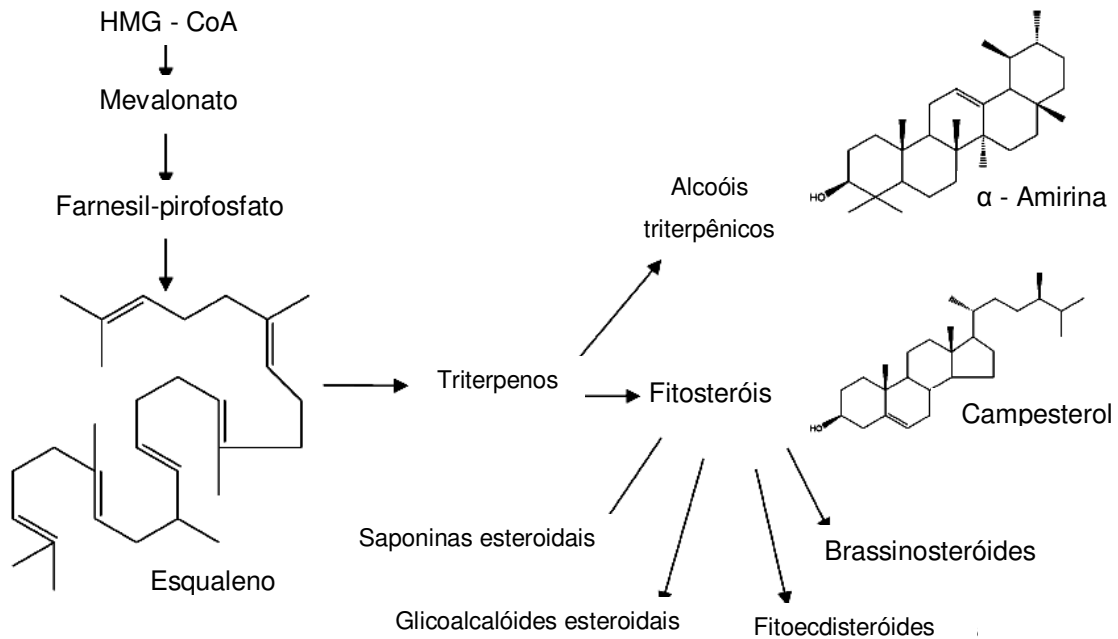 HMG - CoA
Mevalonato
Farnesil-pirofosfato
Esqualeno
Triterpenos
Alcoóis
triterpênicos
HO
α - Amirina
Fitosteróis
HO
Campesterol
Saponinas esteroidais
Glicoalcalóides esteroidais
Fitoecdisteróides
Brassinosteróides